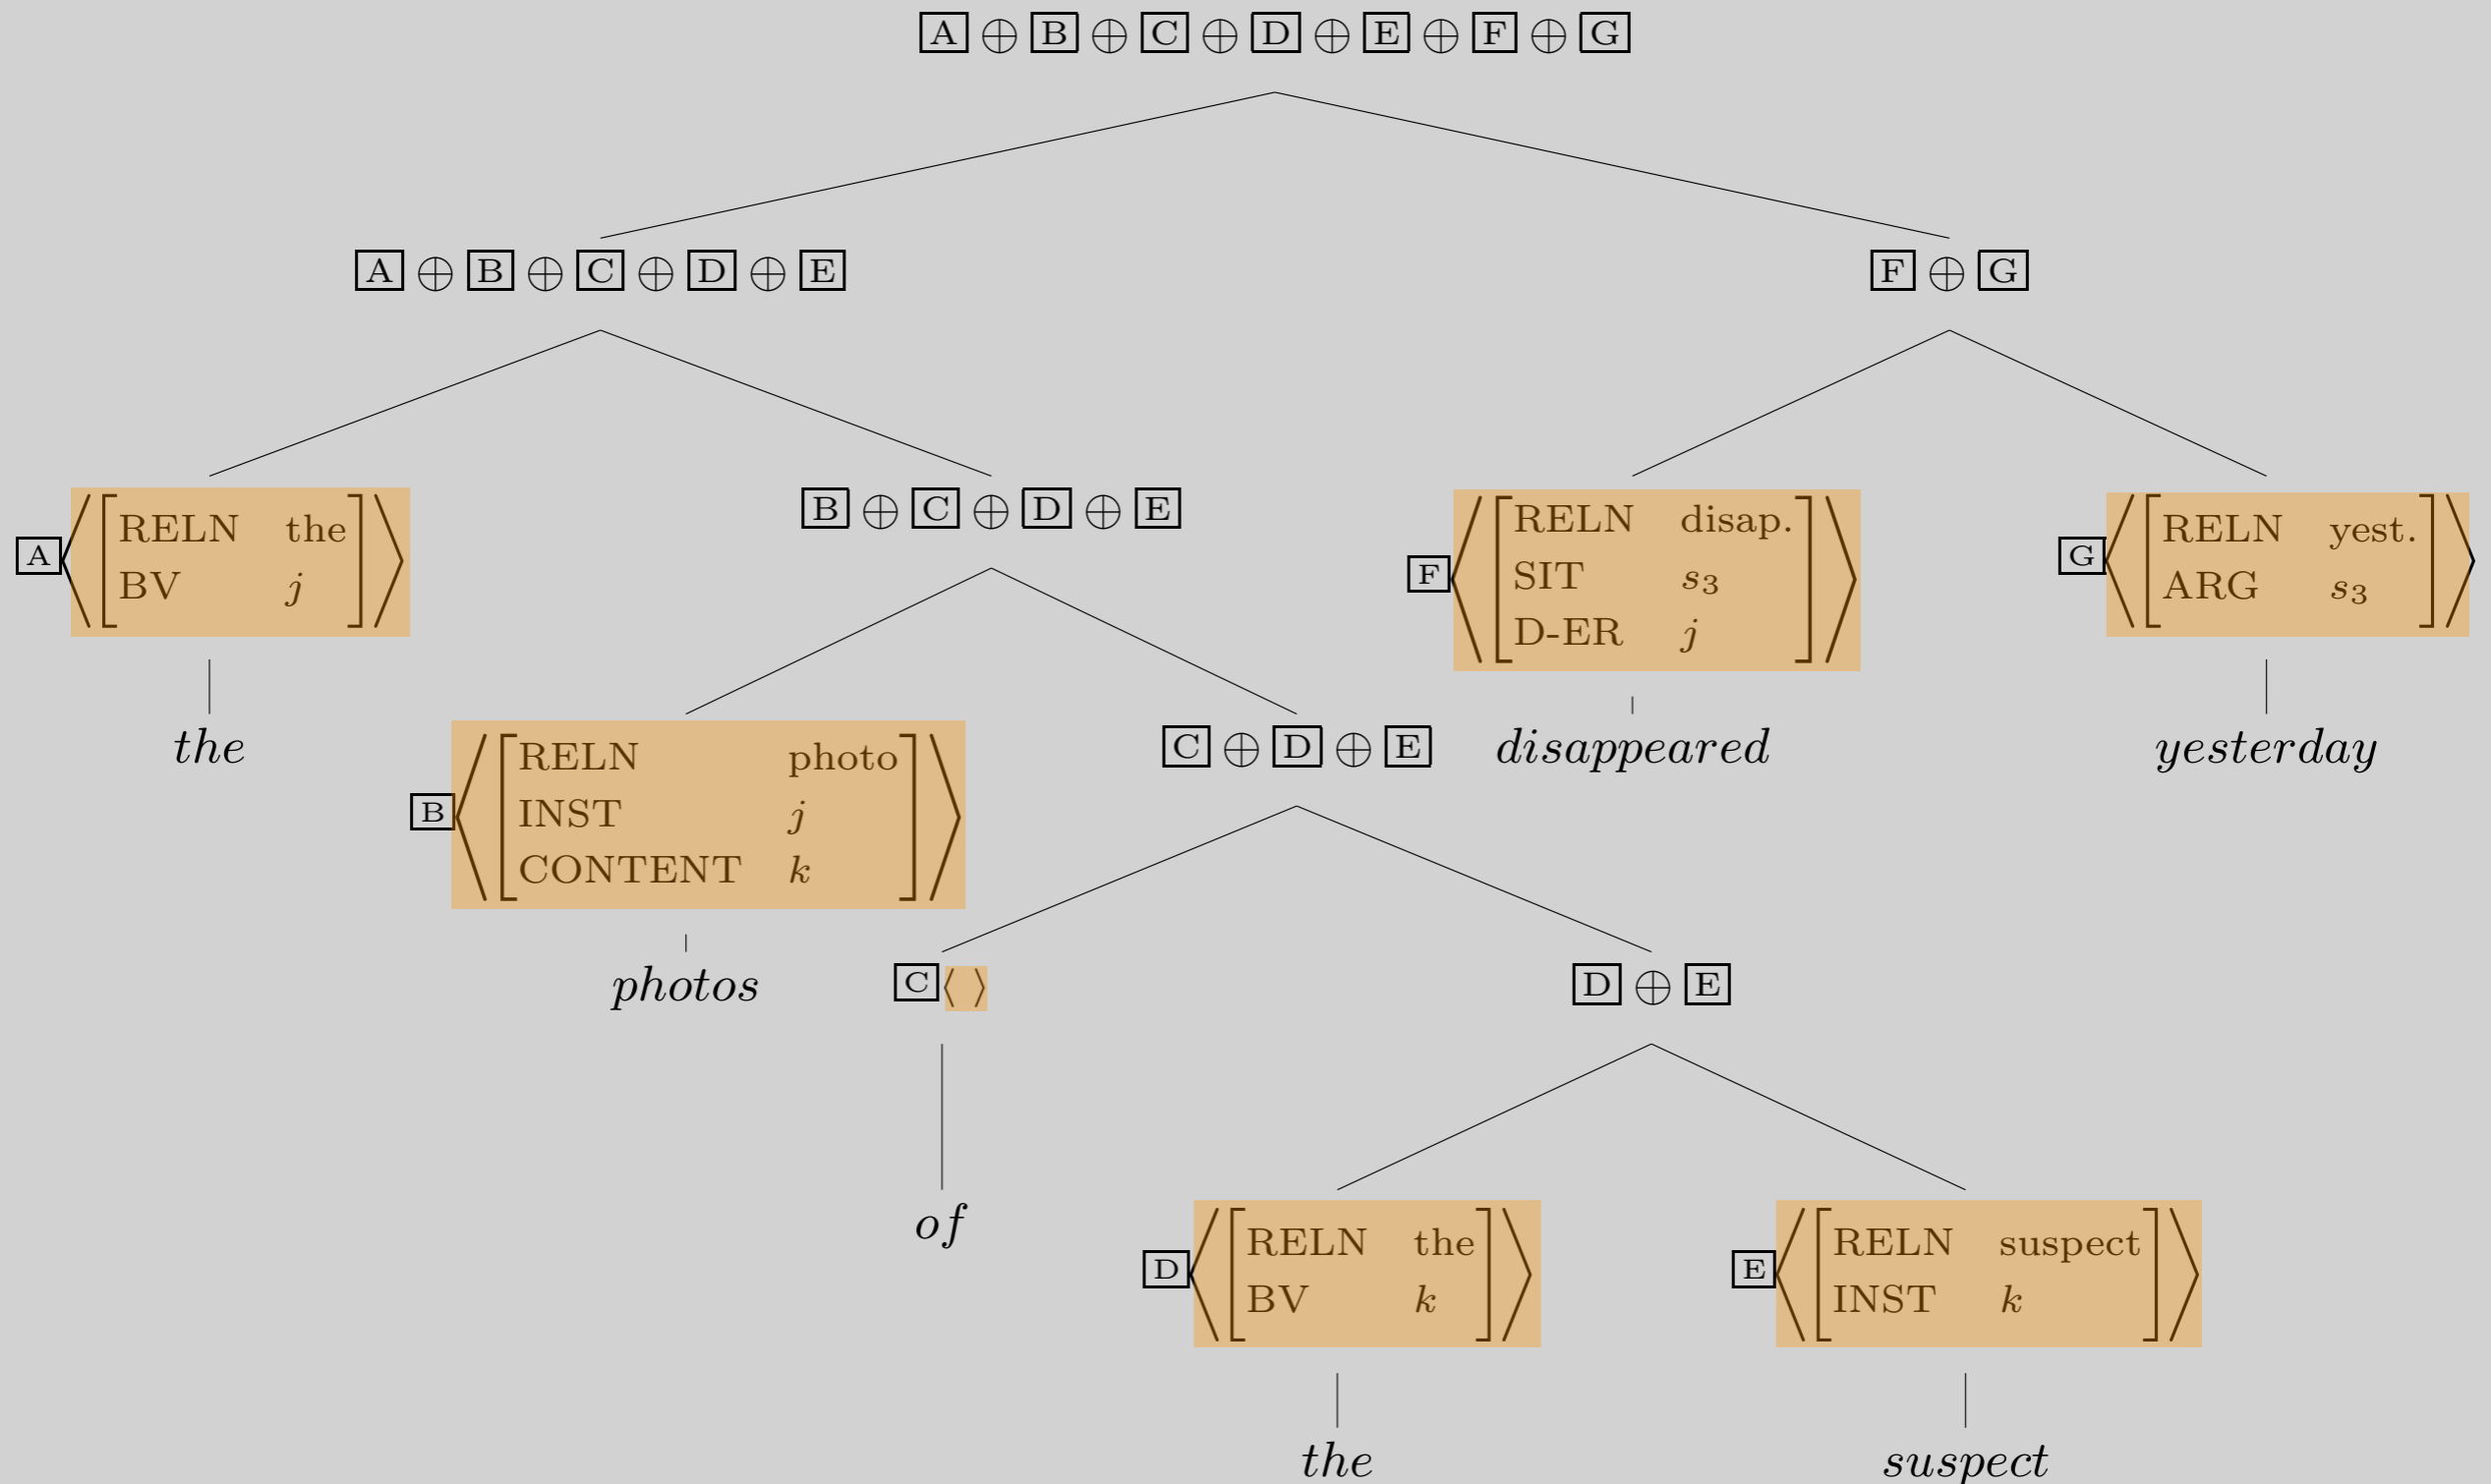 A ⊕ B ⊕ C ⊕ D ⊕ E ⊕ F ⊕ G
A ⊕ B ⊕ C ⊕ D ⊕ E
F ⊕ G
A ⟨[RELN the
BV j]⟩
the
B ⊕ C ⊕ D ⊕ E
F ⟨[RELN disap.
SIT s₃
D-ER j]⟩
disappeared
G ⟨[RELN yest.
ARG s₃]⟩
yesterday
B ⟨[RELN photo
INST j
CONTENT k]⟩
photos
C ⊕ D ⊕ E
C ⟨ ⟩
of
D ⊕ E
D ⟨[RELN the
BV k]⟩
the
E ⟨[RELN suspect
INST k]⟩
suspect